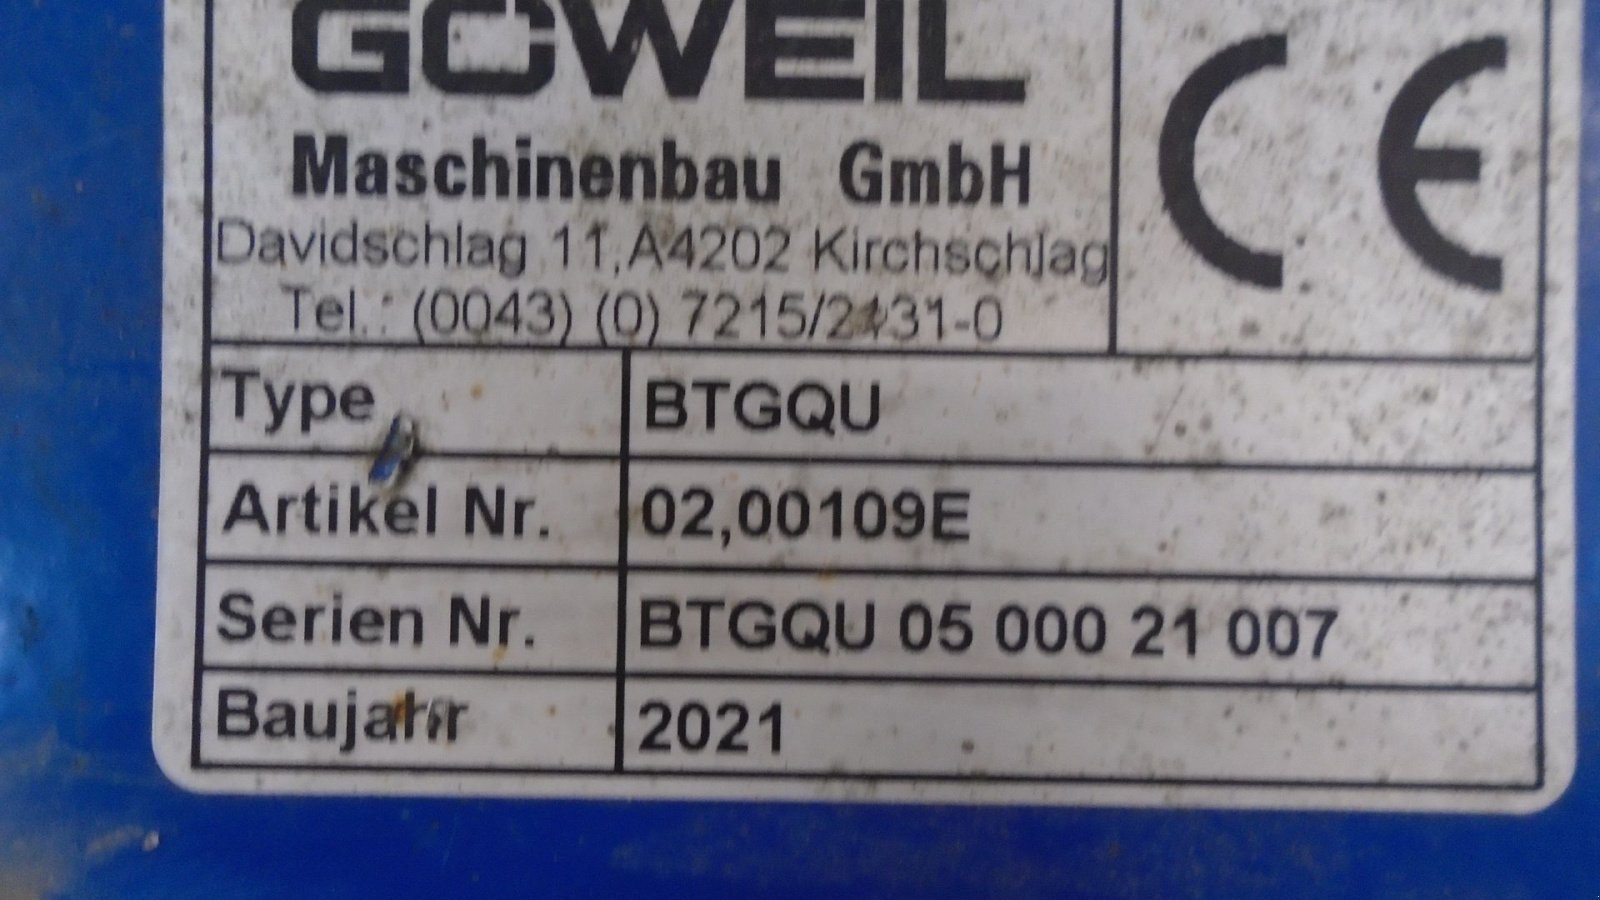 GÖWEIL
Maschinenbau GmbH
Davidschlag 11,A4202 Kirchschlag
Tel.: (0043) (0) 7215/2131-0
CE
Type BTGQU
Artikel Nr. 02,00109E
Serien Nr. BTGQU 05 000 21 007
Baujahr 2021